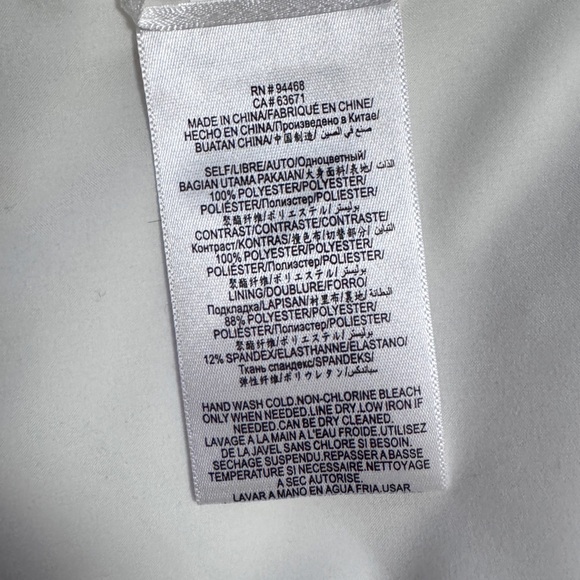 RN # 94468
CA # 63671
MADE IN CHINA/FABRIQUÉ EN CHINE/
HECHO EN CHINA/Произведено в Китае/
BUATAN CHINA/中国制造/ صنع في الصين/
SELF/LIBRE/AUTO/Одноцветный/
BAGIAN UTAMA PAKAIAN/大身面料/表地/ الذات/
100% POLYESTER/POLYESTER/
POLIÉSTER/Полиэстер/POLIESTER/
聚酯纤维/ポリエステル/ بوليستر/
CONTRAST/CONTRASTE/CONTRASTE/
Контраст/KONTRAS/撞色布/切替部分/ التباين/
100% POLYESTER/POLYESTER/
POLIÉSTER/Полиэстер/POLIESTER/
聚酯纤维/ポリエステル/ بوليستر/
LINING/DOUBLURE/FORRO/
Подкладка/LAPISAN/村里布/裏地/ البطانة/
88% POLYESTER/POLYESTER/
POLIÉSTER/Полиэстер/POLIESTER/
聚酯纤维/ポリエステル/ بوليستر/
12% SPANDEX/ELASTHANNE/ELASTANO/
Ткань спандекс/SPANDEKS/
弹性纤维/ポリウレタン/ سباندكس/
HAND WASH COLD.NON-CHLORINE BLEACH
ONLY WHEN NEEDED.LINE DRY.LOW IRON IF
NEEDED.CAN BE DRY CLEANED.
LAVAGE A LA MAIN A L'EAU FROIDE.UTILISEZ
DE LA JAVEL SANS CHLORE SI BESOIN.
SECHAGE SUSPENDU.REPASSER A BASSE
TEMPERATURE SI NECESSAIRE.NETTOYAGE
A SEC AUTORISE.
LAVAR A MANO EN AGUA FRIA.USAR